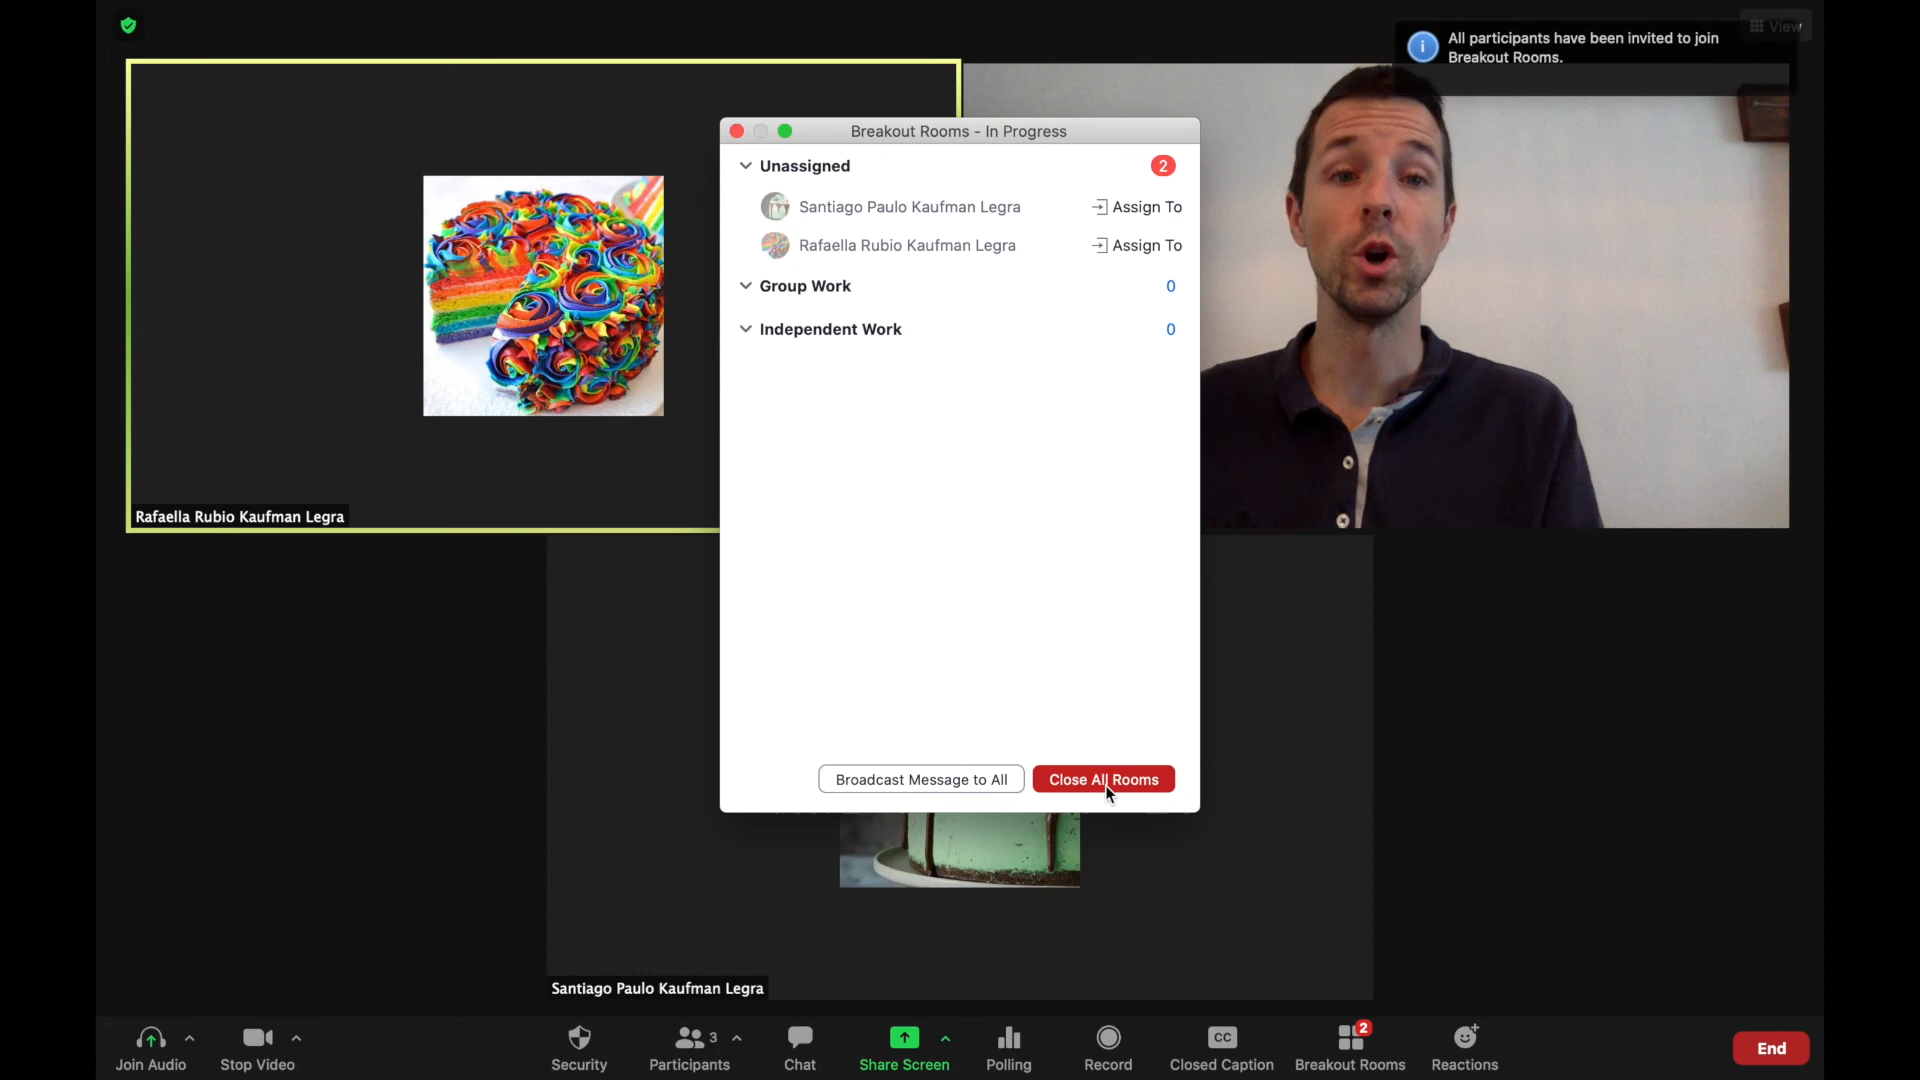 View
All participants have been invited to join
Breakout Rooms.
Breakout Rooms - In Progress
Unassigned 2
Santiago Paulo Kaufman Legra Assign To
Rafaella Rubio Kaufman Legra Assign To
Group Work 0
Independent Work 0
Rafaella Rubio Kaufman Legra
Broadcast Message to All Close All Rooms
Santiago Paulo Kaufman Legra
3 CC 2
Join Audio Stop Video Security Participants Chat Share Screen Polling Record Closed Caption Breakout Rooms Reactions End